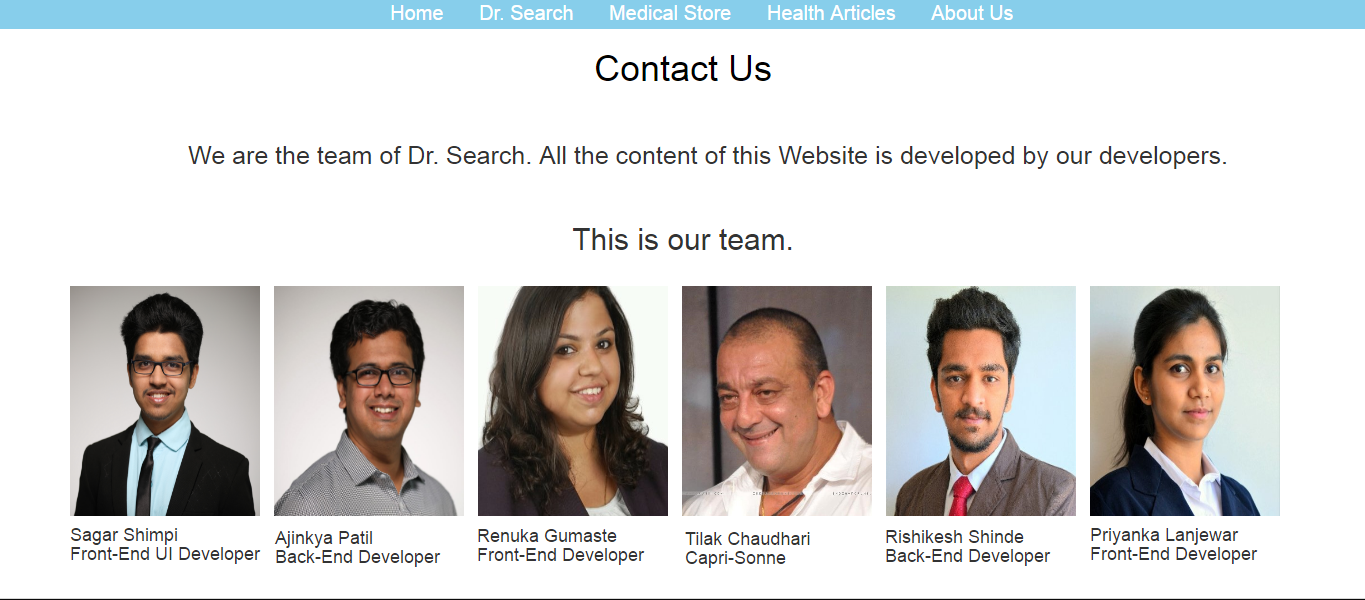 Home Dr. Search Medical Store Health Articles About Us
Contact Us
We are the team of Dr. Search. All the content of this Website is developed by our developers.
This is our team.
Sagar Shimpi
Front-End UI Developer
Ajinkya Patil
Back-End Developer
Renuka Gumaste
Front-End Developer
Tilak Chaudhari
Capri-Sonne
Rishikesh Shinde
Back-End Developer
Priyanka Lanjewar
Front-End Developer